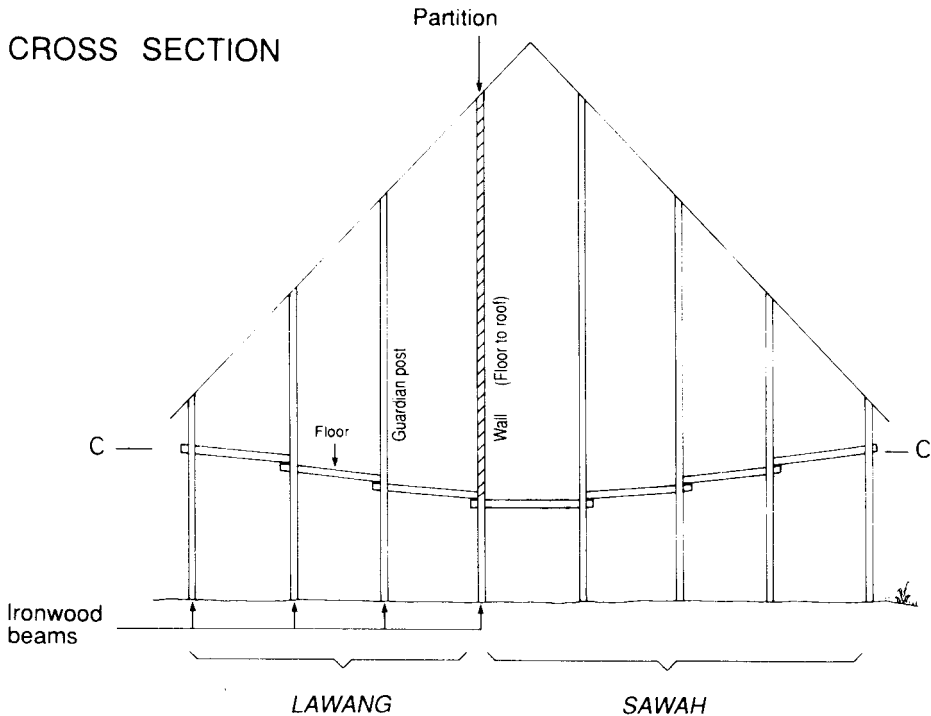 Partition
CROSS SECTION
Guardian post
Wall (Floor to roof)
Floor
C
C
Ironwood
beams
LAWANG
SAWAH